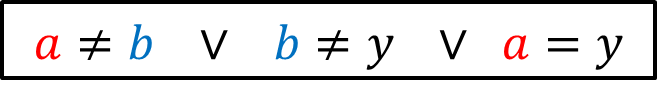 a ≠ b ∨ b ≠ y ∨ a = y